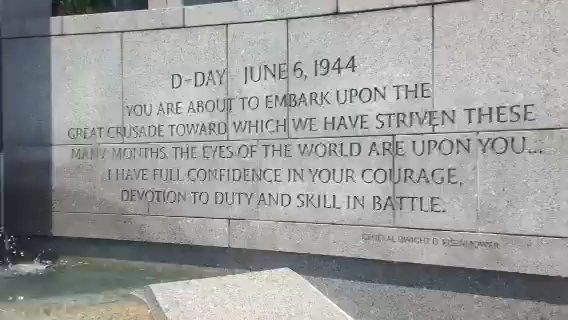 D-DAY JUNE 6, 1944
YOU ARE ABOUT TO EMBARK UPON THE
GREAT CRUSADE TOWARD WHICH WE HAVE STRIVEN THESE
MANY MONTHS. THE EYES OF THE WORLD ARE UPON YOU...
I HAVE FULL CONFIDENCE IN YOUR COURAGE,
DEVOTION TO DUTY AND SKILL IN BATTLE.
GENERAL DWIGHT D. EISENHOWER